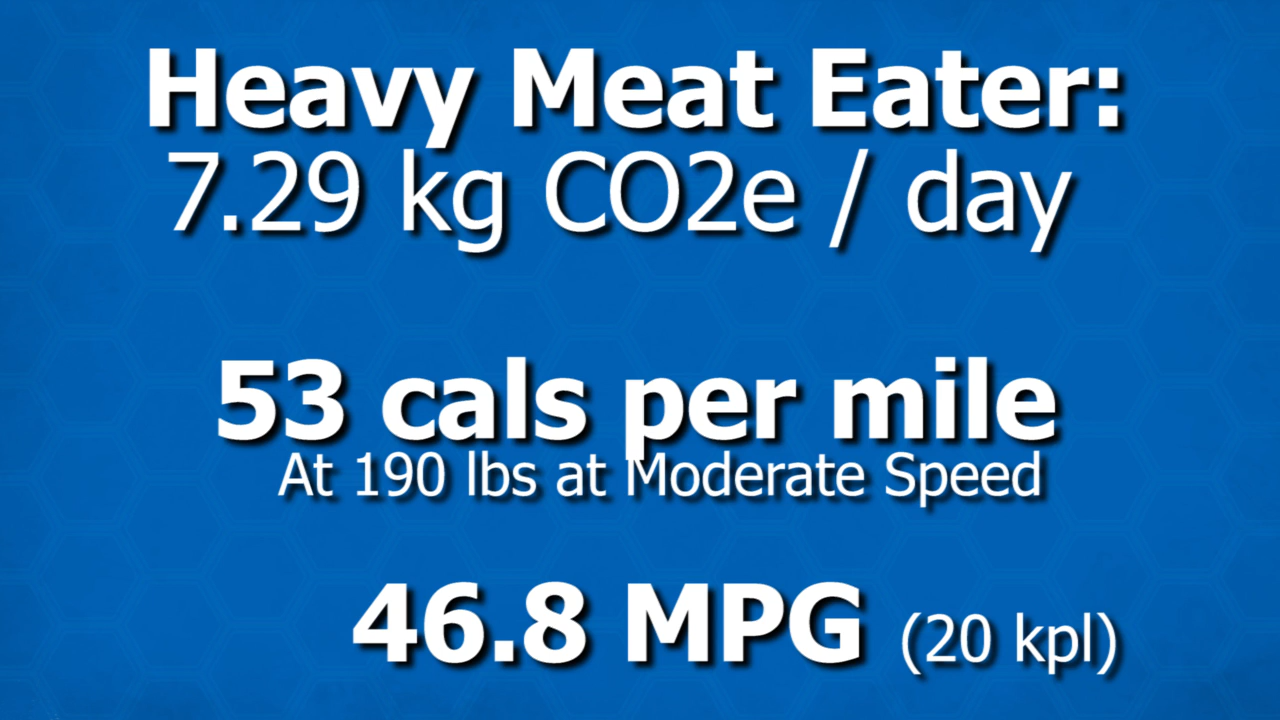 Heavy Meat Eater:
7.29 kg CO2e / day
53 cals per mile
At 190 lbs at Moderate Speed
46.8 MPG (20 kpl)